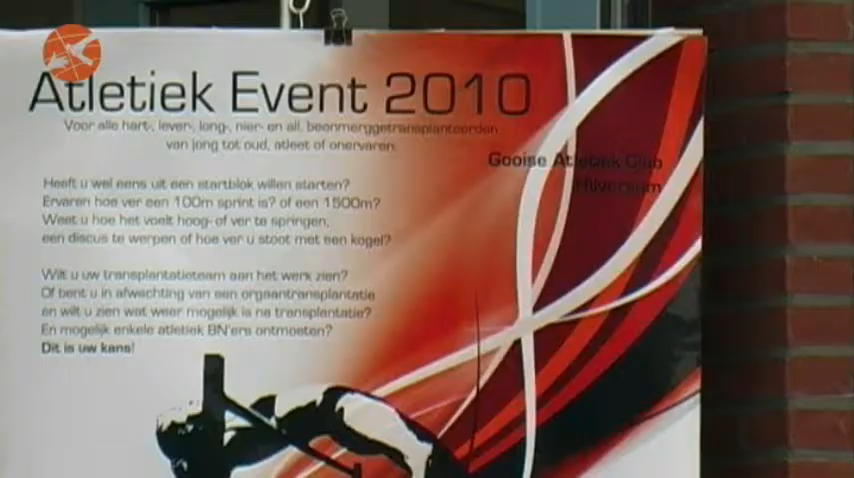 Atletiek Event 2010
Voor alle hart-, lever-, long-, nier- en all. beenmerggetransplanteerden
van jong tot oud, atleet of onervaren.
Gooise Atletiek Club
Hilversum
Heeft u wel eens uit een startblok willen starten?
Ervaren hoe ver een 100m sprint is? of een 1500m?
Weet u hoe het voelt hoog- of ver te springen,
een discus te werpen of hoe ver u stoot met een kogel?
Wilt u uw transplantatieteam aan het werk zien?
Of bent u in afwachting van een orgaantransplantatie
en wilt u zien wat weer mogelijk is na transplantatie?
En mogelijk enkele atletiek BN'ers ontmoeten?
Dit is uw kans!